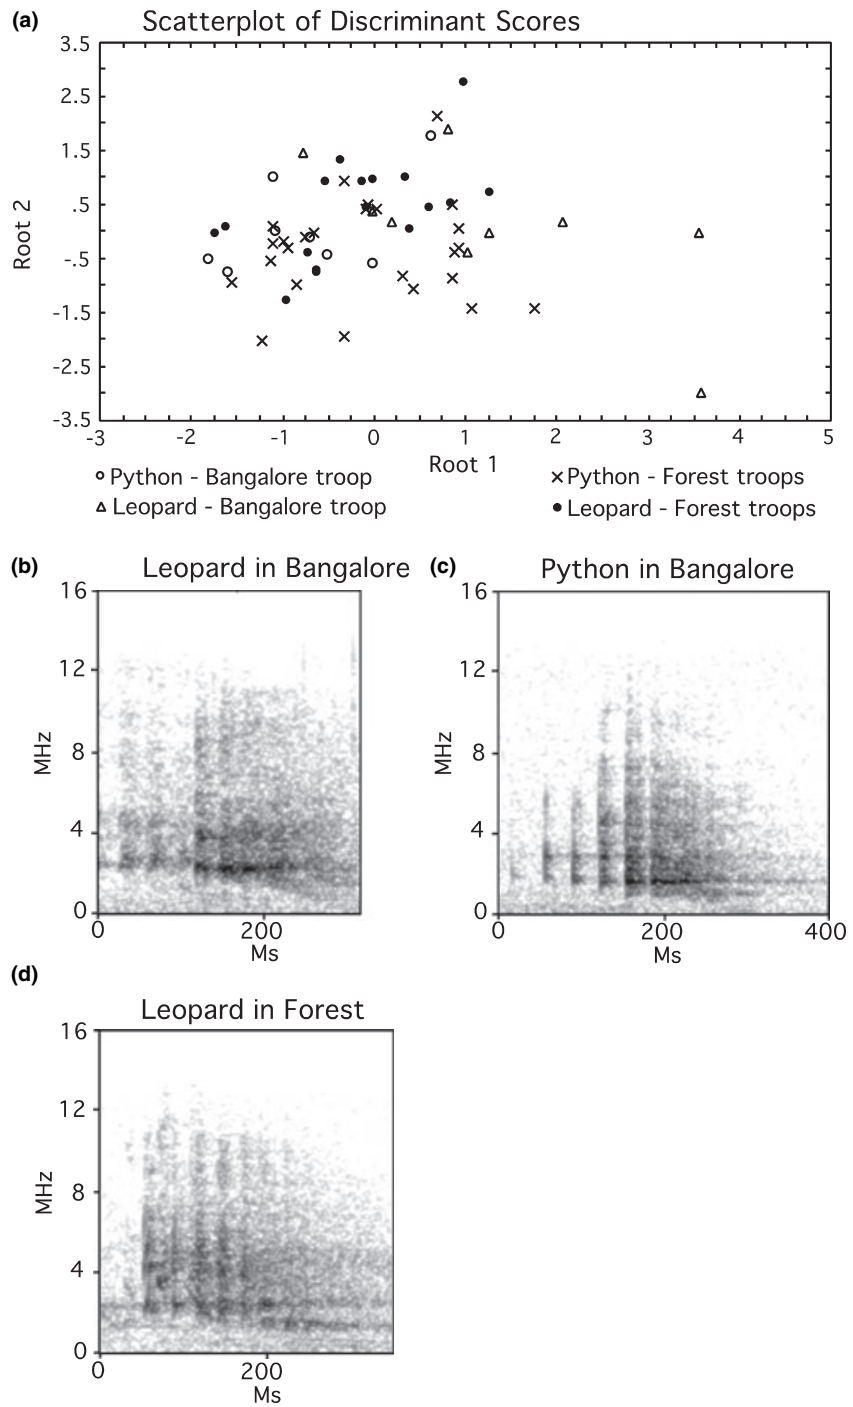 (a) Scatterplot of Discriminant Scores
3.5
2.5
1.5
.5
-.5
-1.5
-2.5
-3.5
Root 2
-3 -2 -1 0 1 2 3 4 5
Root 1
Python - Bangalore troop Python - Forest troops
Leopard - Bangalore troop Leopard - Forest troops
(b) Leopard in Bangalore
16
12
8
4
0
MHz
0 200
Ms
(c) Python in Bangalore
16
12
8
4
0
MHz
0 200 400
Ms
(d)
Leopard in Forest
16
12
8
4
0
MHz
0 200
Ms